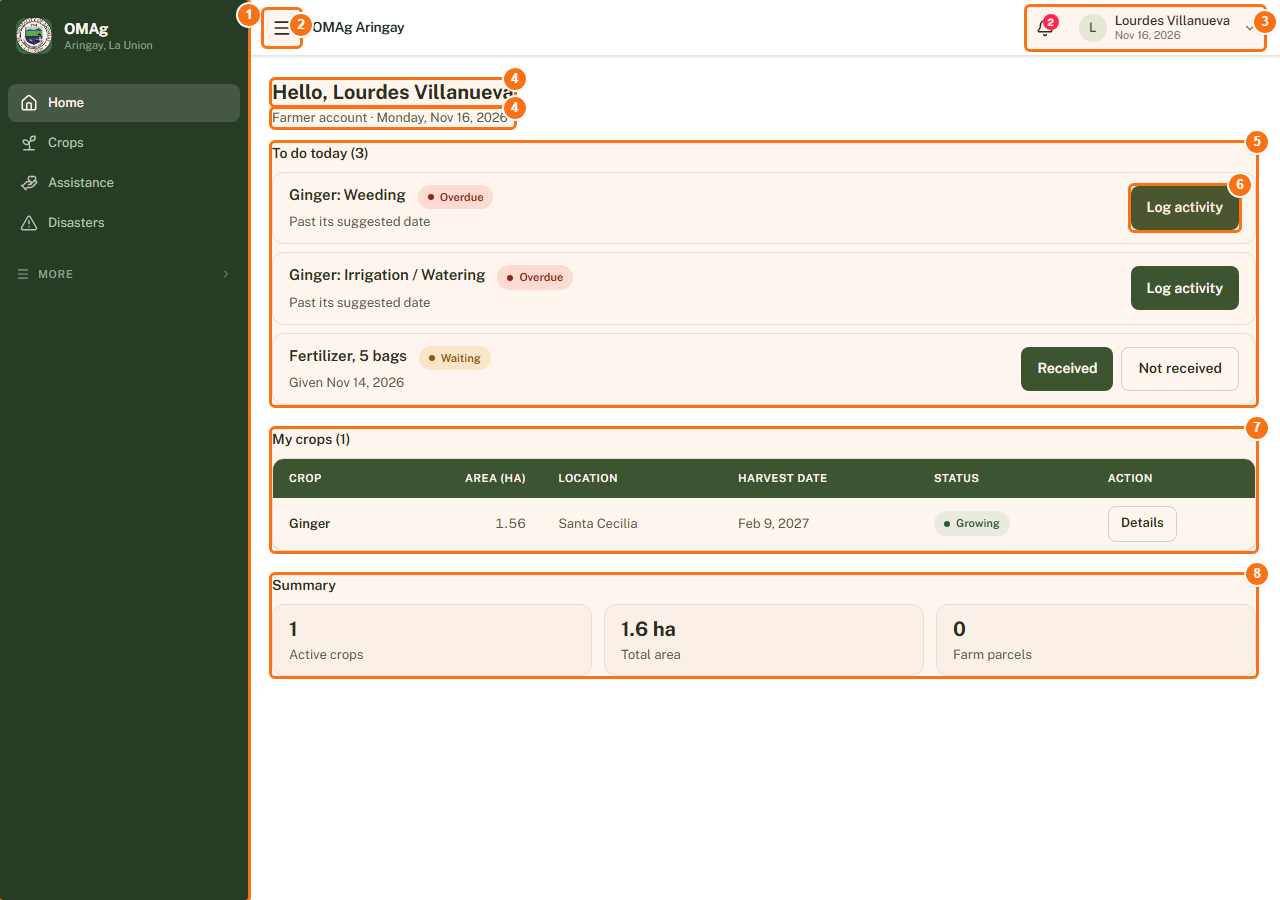 OMAg
Aringay, La Union
Home
Crops
Assistance
Disasters
MORE
1
2
OMAg Aringay
2
L
Lourdes Villanueva
Nov 16, 2026
3
Hello, Lourdes Villanueva
4
Farmer account · Monday, Nov 16, 2026
4
To do today (3)
5
Ginger: Weeding
Overdue
Past its suggested date
Log activity
6
Ginger: Irrigation / Watering
Overdue
Past its suggested date
Log activity
Fertilizer, 5 bags
Waiting
Given Nov 14, 2026
Received
Not received
My crops (1)
7
CROP AREA (HA) LOCATION HARVEST DATE STATUS ACTION
Ginger 1.56 Santa Cecilia Feb 9, 2027 Growing Details
Summary
8
1
Active crops
1.6 ha
Total area
0
Farm parcels